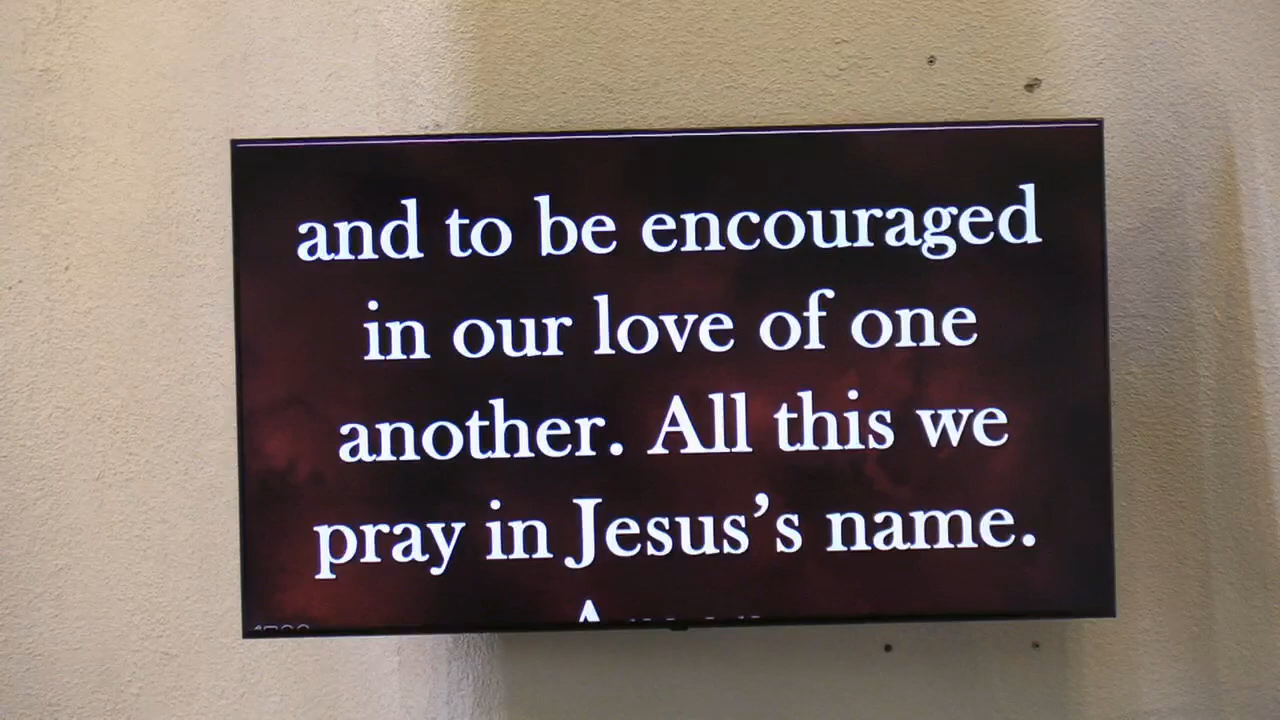 and to be encouraged
in our love of one
another. All this we
pray in Jesus's name.